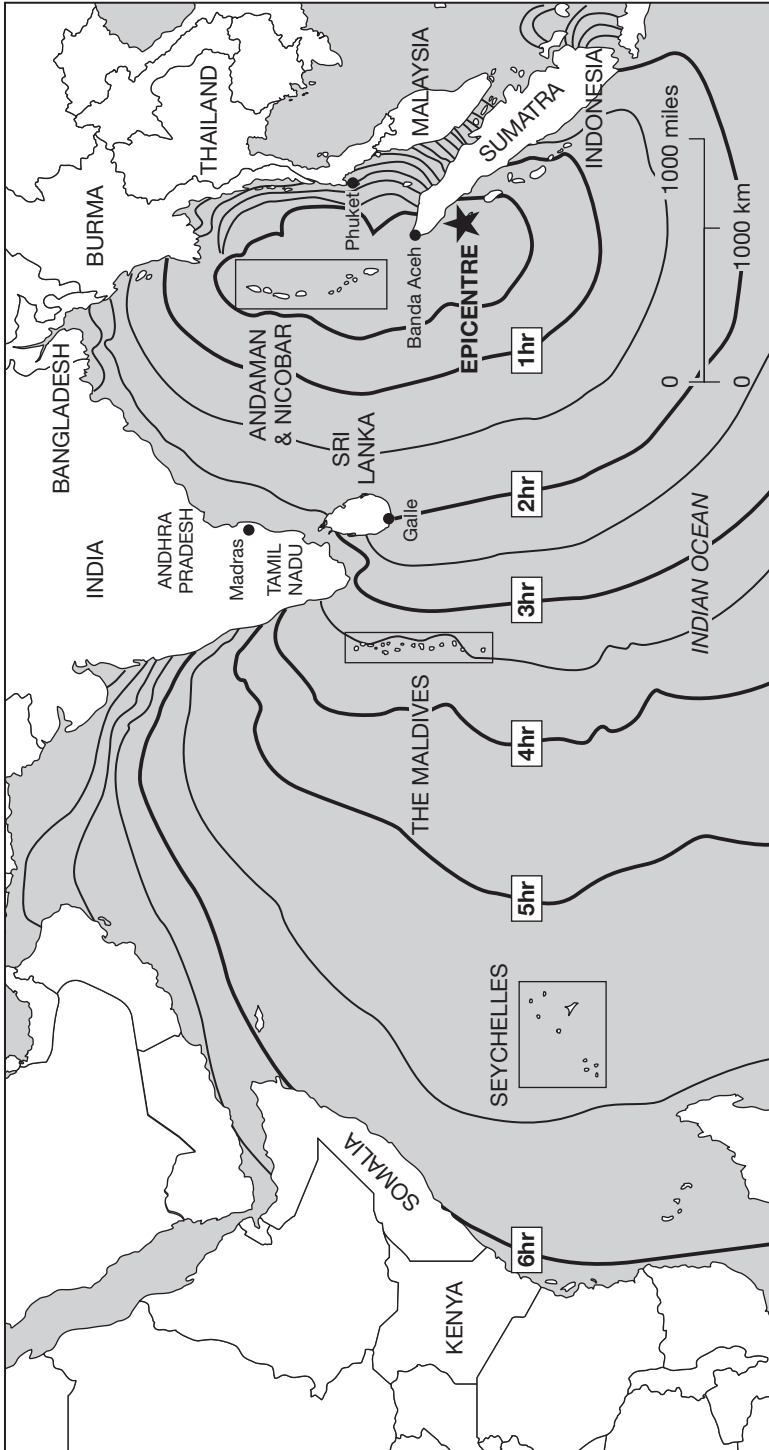 BURMA
THAILAND
MALAYSIA
SUMATRA
INDONESIA
BANGLADESH
INDIA
ANDHRA
PRADESH
Madras
TAMIL
NADU
ANDAMAN
& NICOBAR
SRI
LANKA
Galle
Phuket
Banda Aceh
EPICENTRE
1hr
2hr
3hr
4hr
5hr
6hr
THE MALDIVES
SEYCHELLES
SOMALIA
KENYA
INDIAN OCEAN
0 1000 miles
0 1000 km